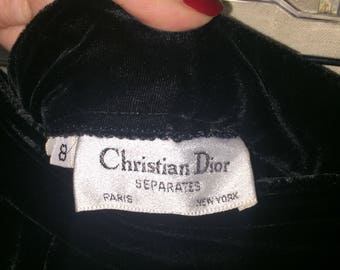 8
Christian Dior
SEPARATES
PARIS NEW YORK